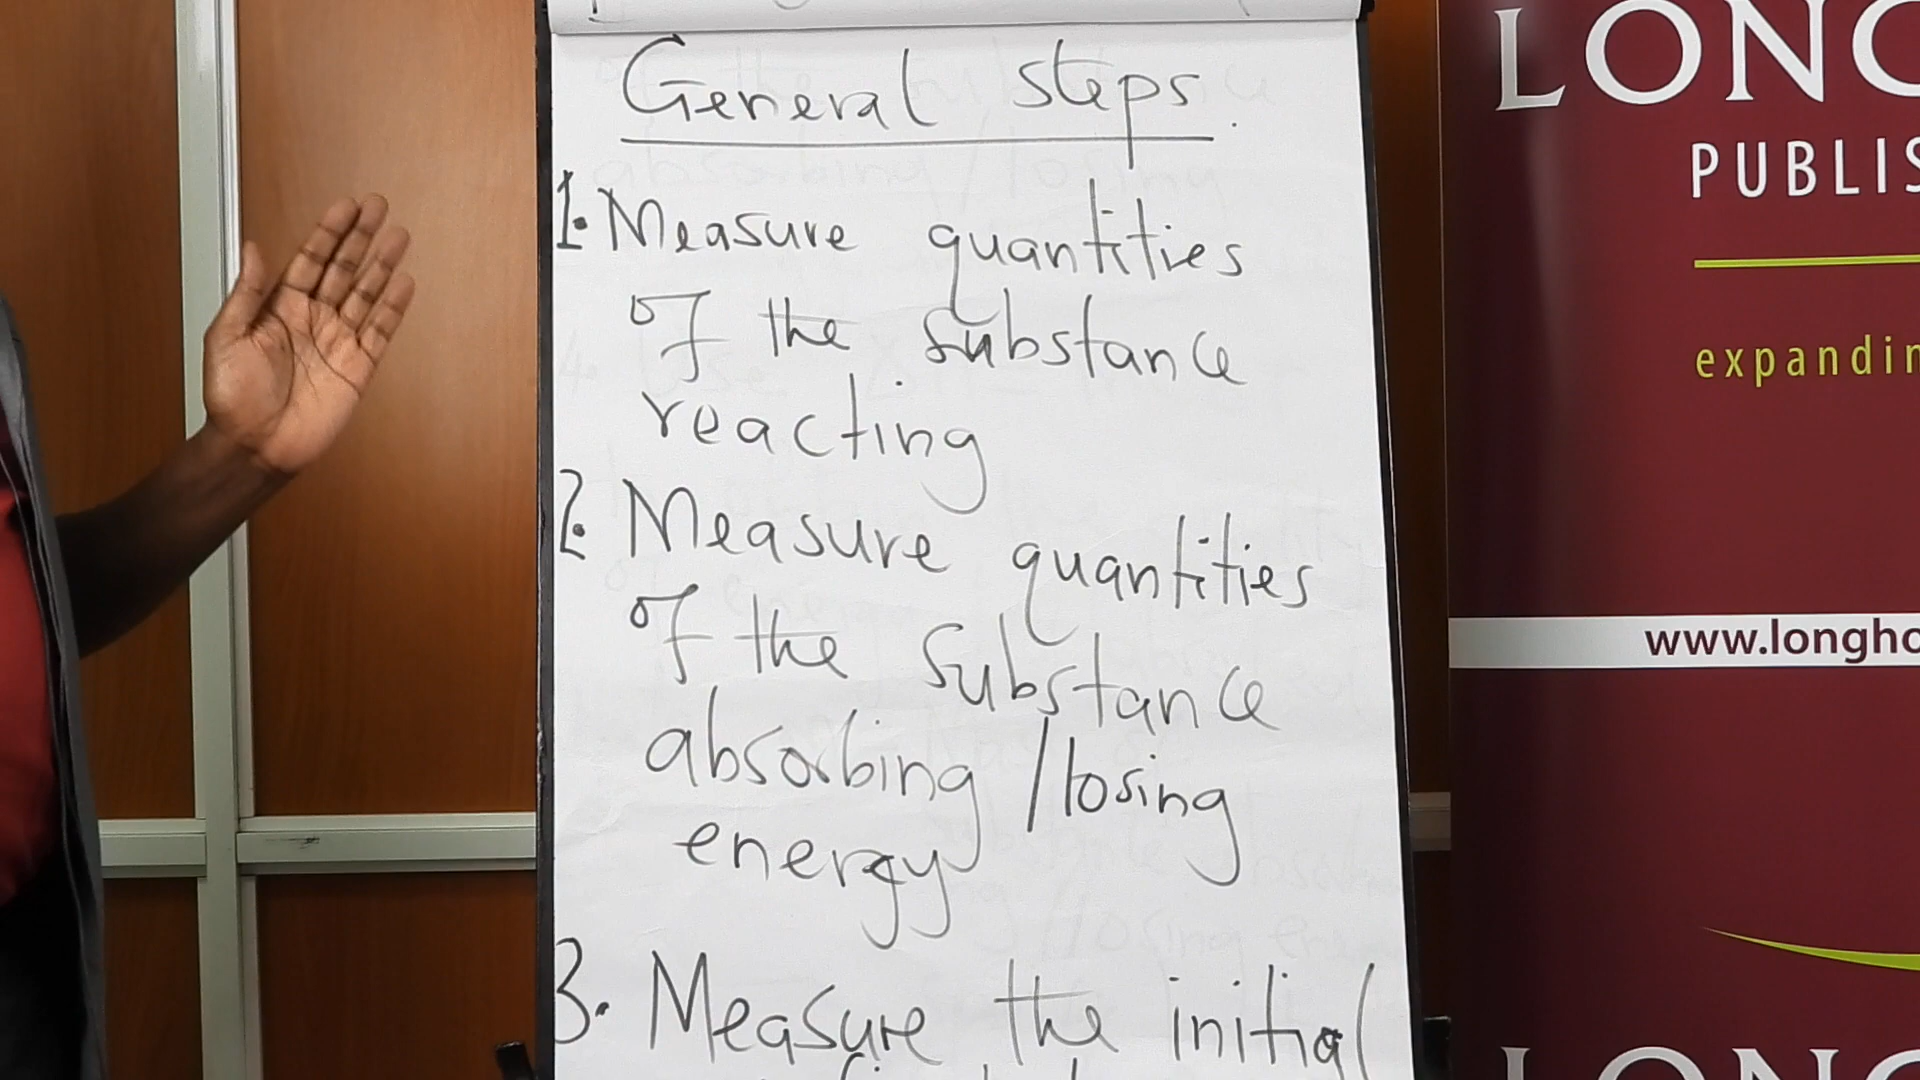 General steps.
1. Measure quantities
of the substance
reacting
2. Measure quantities
of the substance
absorbing / losing
energy
3. Measure the initial
LONG
PUBLIS
expandin
www.longho
LONG